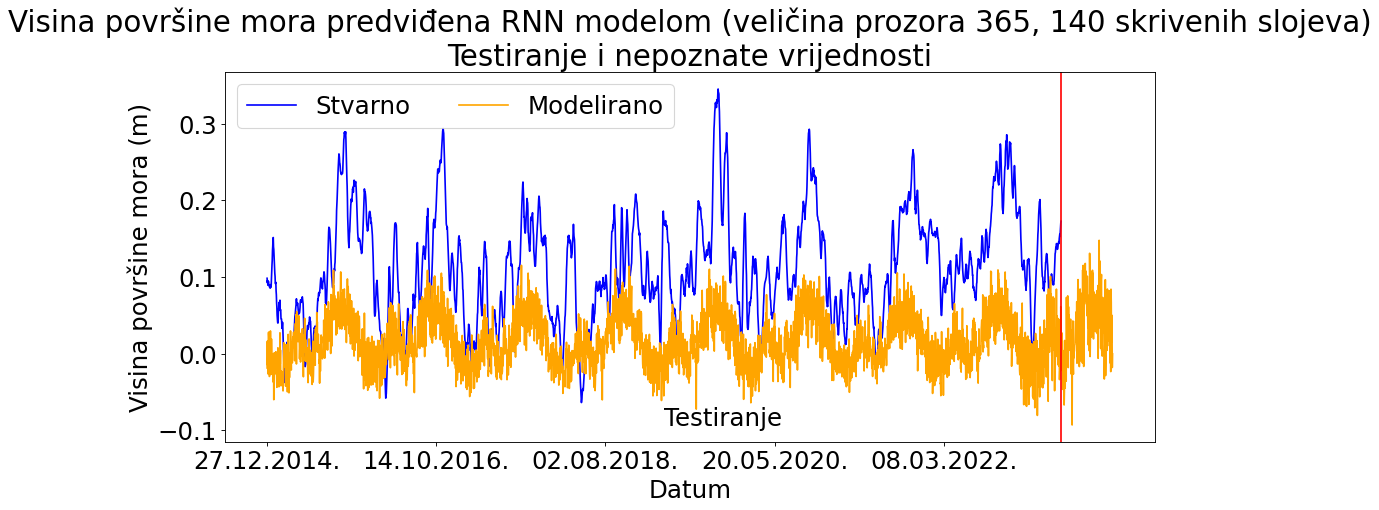 Visina površine mora predviđena RNN modelom (veličina prozora 365, 140 skrivenih slojeva)
Testiranje i nepoznate vrijednosti
Stvarno Modelirano
Visina površine mora (m)
0.3
0.2
0.1
0.0
−0.1
Testiranje
27.12.2014. 14.10.2016. 02.08.2018. 20.05.2020. 08.03.2022.
Datum